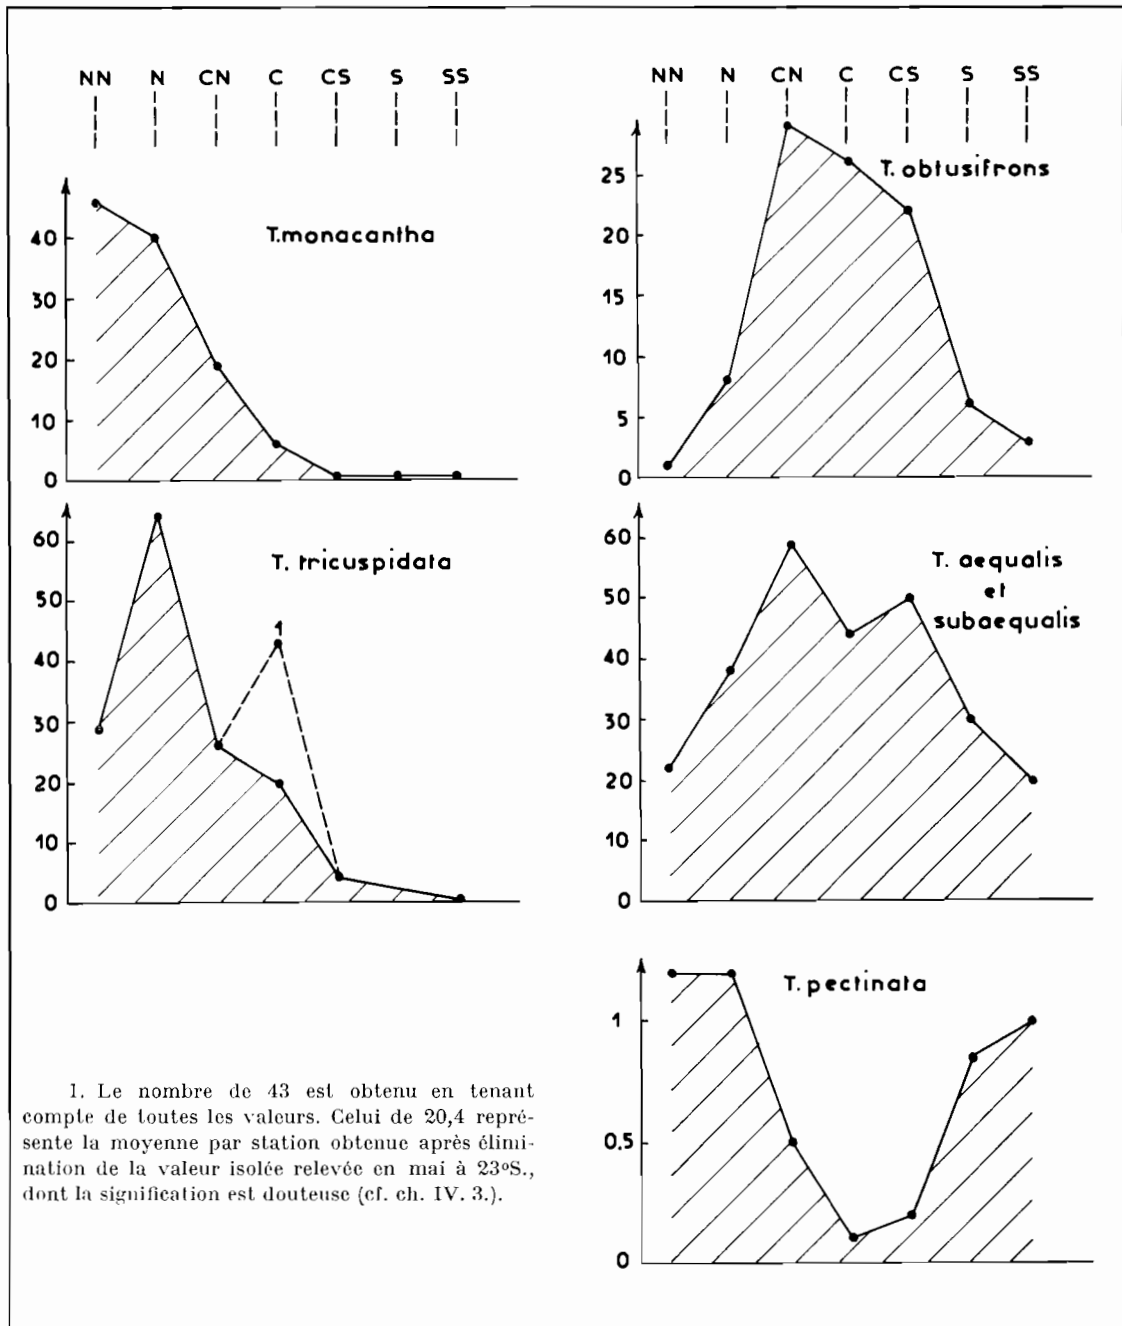 NN N CN C CS S SS
40
30
20
10
0
T.monacantha
NN N CN C CS S SS
25
20
15
10
5
0
T. obtusifrons
60
50
40
30
20
10
0
T. tricuspidata
1
60
50
40
30
20
10
0
T. aequalis
et
subaequalis
1
0,5
0
T. pectinata
1. Le nombre de 43 est obtenu en tenant
compte de toutes les valeurs. Celui de 20,4 repré-
sente la moyenne par station obtenue après élimi-
nation de la valeur isolée relevée en mai à 23°S.,
dont la signification est douteuse (cf. ch. IV. 3.).